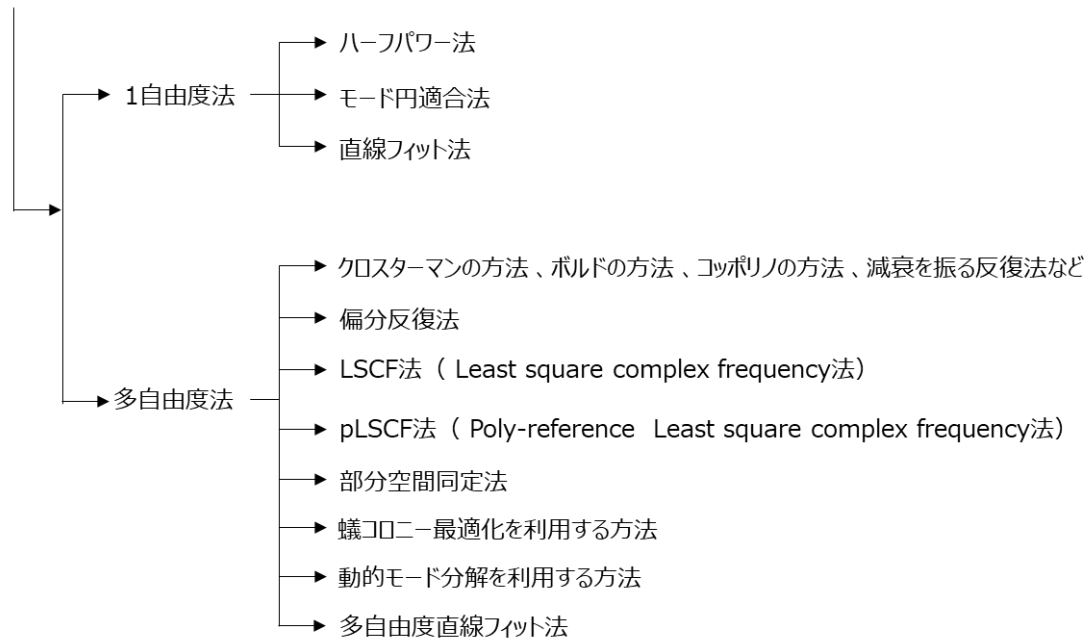 ハーフパワー法
1自由度法
モード円適合法
直線フィット法
クロスターマンの方法、ボルドの方法、コッポリノの方法、減衰を振る反復法など
偏分反復法
LSCF法（ Least square complex frequency法）
多自由度法
pLSCF法（ Poly-reference Least square complex frequency法）
部分空間同定法
蟻コロニー最適化を利用する方法
動的モード分解を利用する方法
多自由度直線フィット法